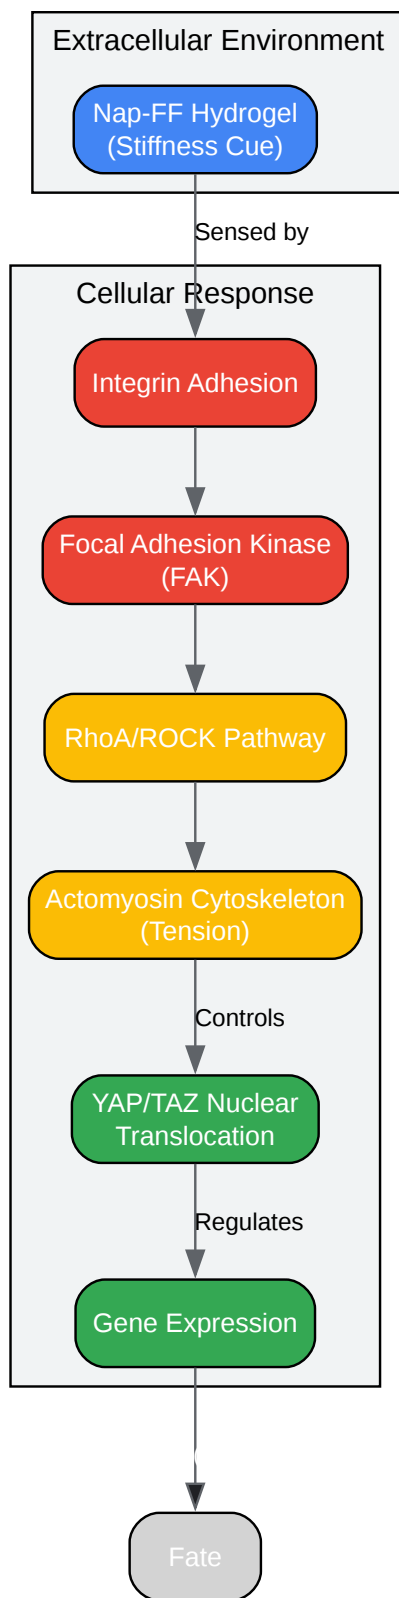 Extracellular Environment
Nap-FF Hydrogel
(Stiffness Cue)
Sensed by
Cellular Response
Integrin Adhesion
Focal Adhesion Kinase
(FAK)
RhoA/ROCK Pathway
Actomyosin Cytoskeleton
(Tension)
Controls
YAP/TAZ Nuclear
Translocation
Regulates
Gene Expression
Fate